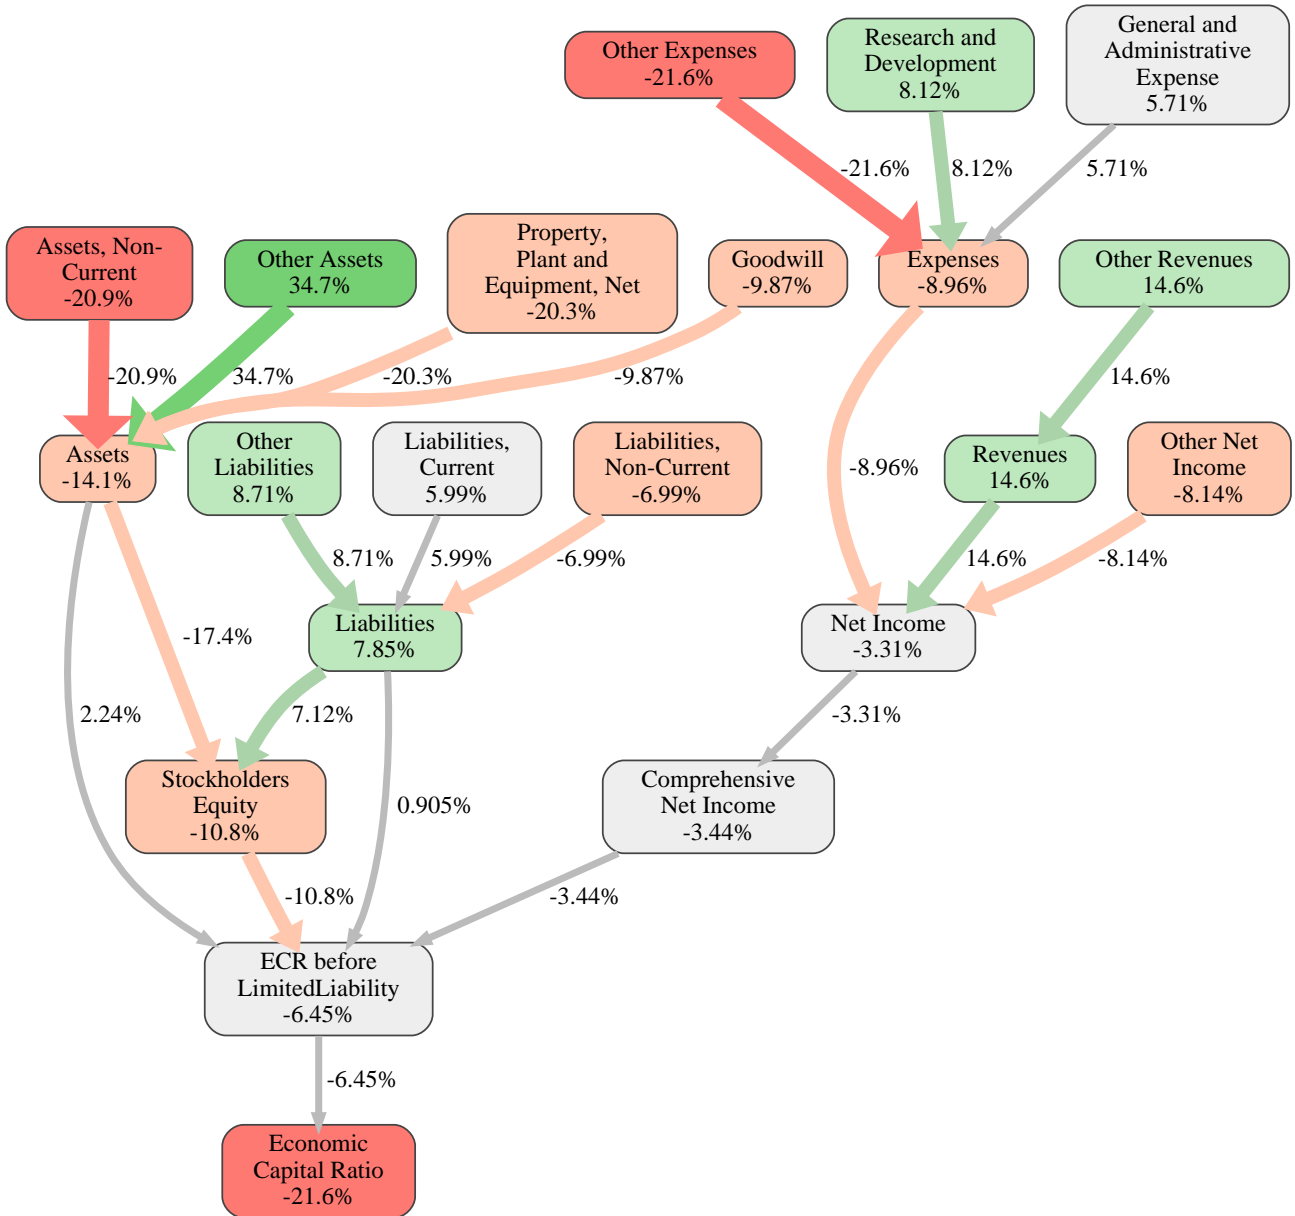 Other Expenses
-21.6%
Research and
Development
8.12%
General and
Administrative
Expense
5.71%
-21.6%
8.12%
5.71%
Assets, Non-
Current
-20.9%
Other Assets
34.7%
Property,
Plant and
Equipment, Net
-20.3%
Goodwill
-9.87%
Expenses
-8.96%
Other Revenues
14.6%
-20.9%
34.7%
-20.3%
-9.87%
14.6%
Assets
-14.1%
Other
Liabilities
8.71%
Liabilities,
Current
5.99%
Liabilities,
Non-Current
-6.99%
-8.96%
Revenues
14.6%
Other Net
Income
-8.14%
8.71%
5.99%
-6.99%
14.6%
-8.14%
-17.4%
Liabilities
7.85%
Net Income
-3.31%
2.24%
7.12%
-3.31%
Stockholders
Equity
-10.8%
0.905%
Comprehensive
Net Income
-3.44%
-10.8%
-3.44%
ECR before
LimitedLiability
-6.45%
-6.45%
Economic
Capital Ratio
-21.6%